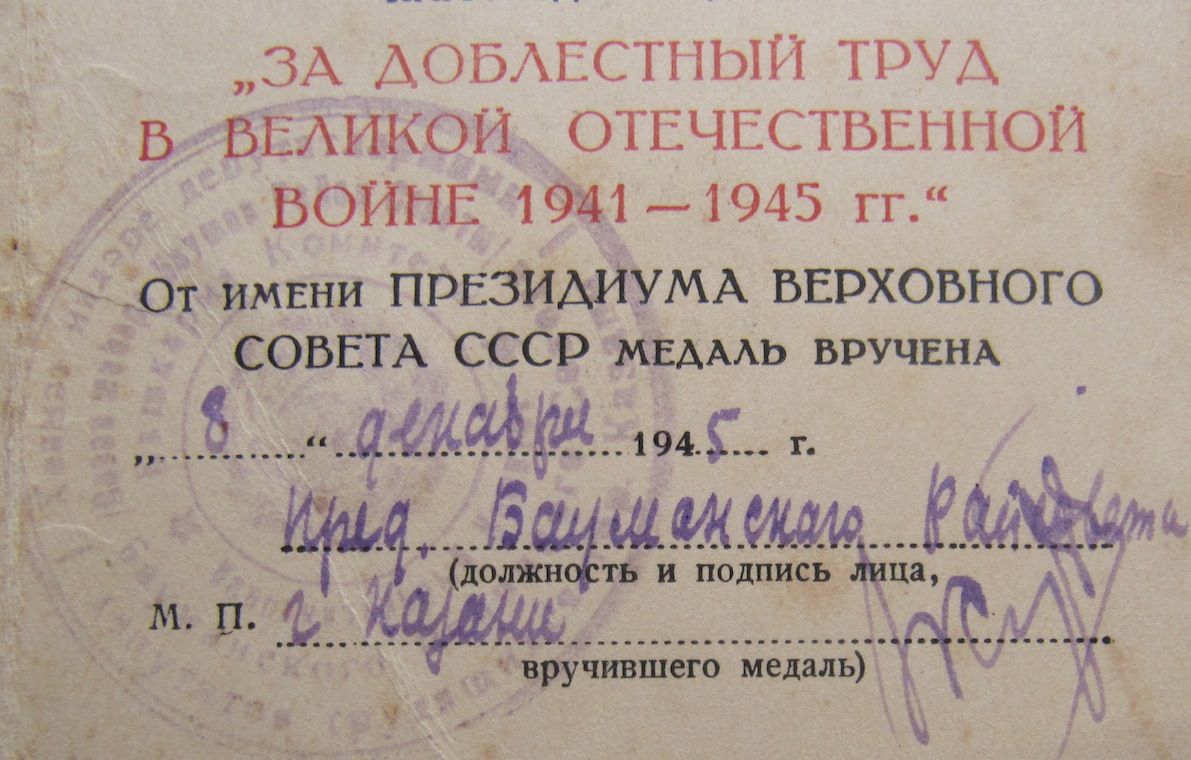 „ЗА ДОБЛЕСТНЫЙ ТРУД
В ВЕЛИКОЙ ОТЕЧЕСТВЕННОЙ
ВОЙНЕ 1941—1945 гг.“
От имени ПРЕЗИДИУМА ВЕРХОВНОГО
СОВЕТА СССР МЕДАЛЬ ВРУЧЕНА
„8“ декабря 1945 г.
Пред. Бауманского Райсовета
(должность и подпись лица,
М. П. г. Казани
вручившего медаль)